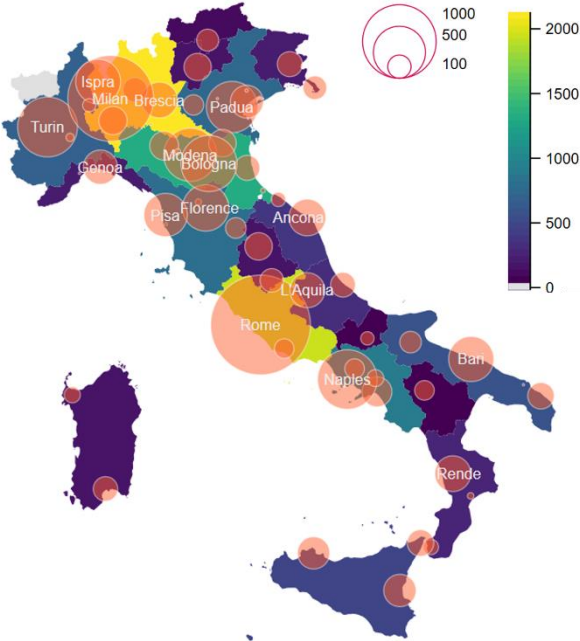 1000
500
100
2000
1500
1000
500
0
Ispra
Milan
Brescia
Padua
Turin
Modena
Bologna
Genoa
Florence
Pisa
Ancona
L'Aquila
Rome
Bari
Naples
Rende